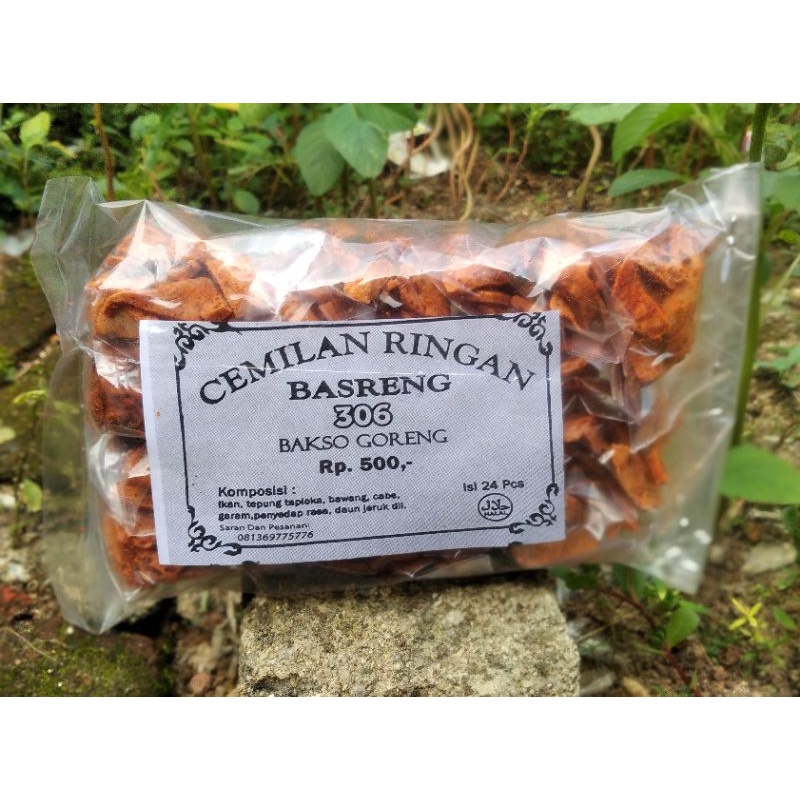 CEMILAN RINGAN
BASRENG
306
BAKSO GORENG
Rp. 500,-
Komposisi :
Isi 24 Pcs
Ikan, tepung tapioka, bawang, cabe,
garam,penyedap rasa, daun jeruk dll.
Saran Dan Pesanan:
081369775776
حلال
HALAL